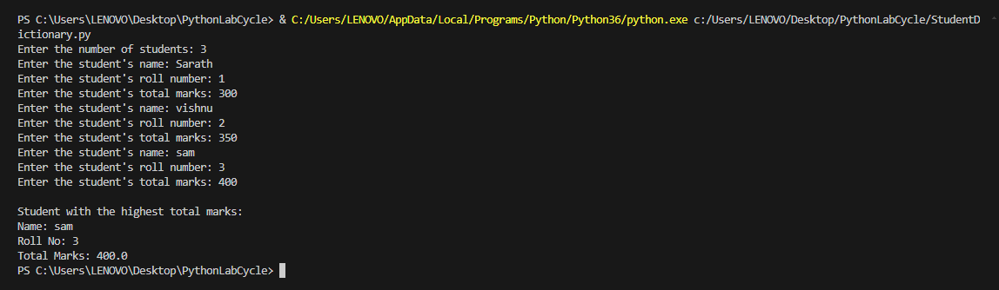 PS C:\Users\LENOVO\Desktop\PythonLabCycle> & C:/Users/LENOVO/AppData/Local/Programs/Python/Python36/python.exe c:/Users/LENOVO/Desktop/PythonLabCycle/StudentD
ictionary.py
Enter the number of students: 3
Enter the student's name: Sarath
Enter the student's roll number: 1
Enter the student's total marks: 300
Enter the student's name: vishnu
Enter the student's roll number: 2
Enter the student's total marks: 350
Enter the student's name: sam
Enter the student's roll number: 3
Enter the student's total marks: 400

Student with the highest total marks:
Name: sam
Roll No: 3
Total Marks: 400.0
PS C:\Users\LENOVO\Desktop\PythonLabCycle>